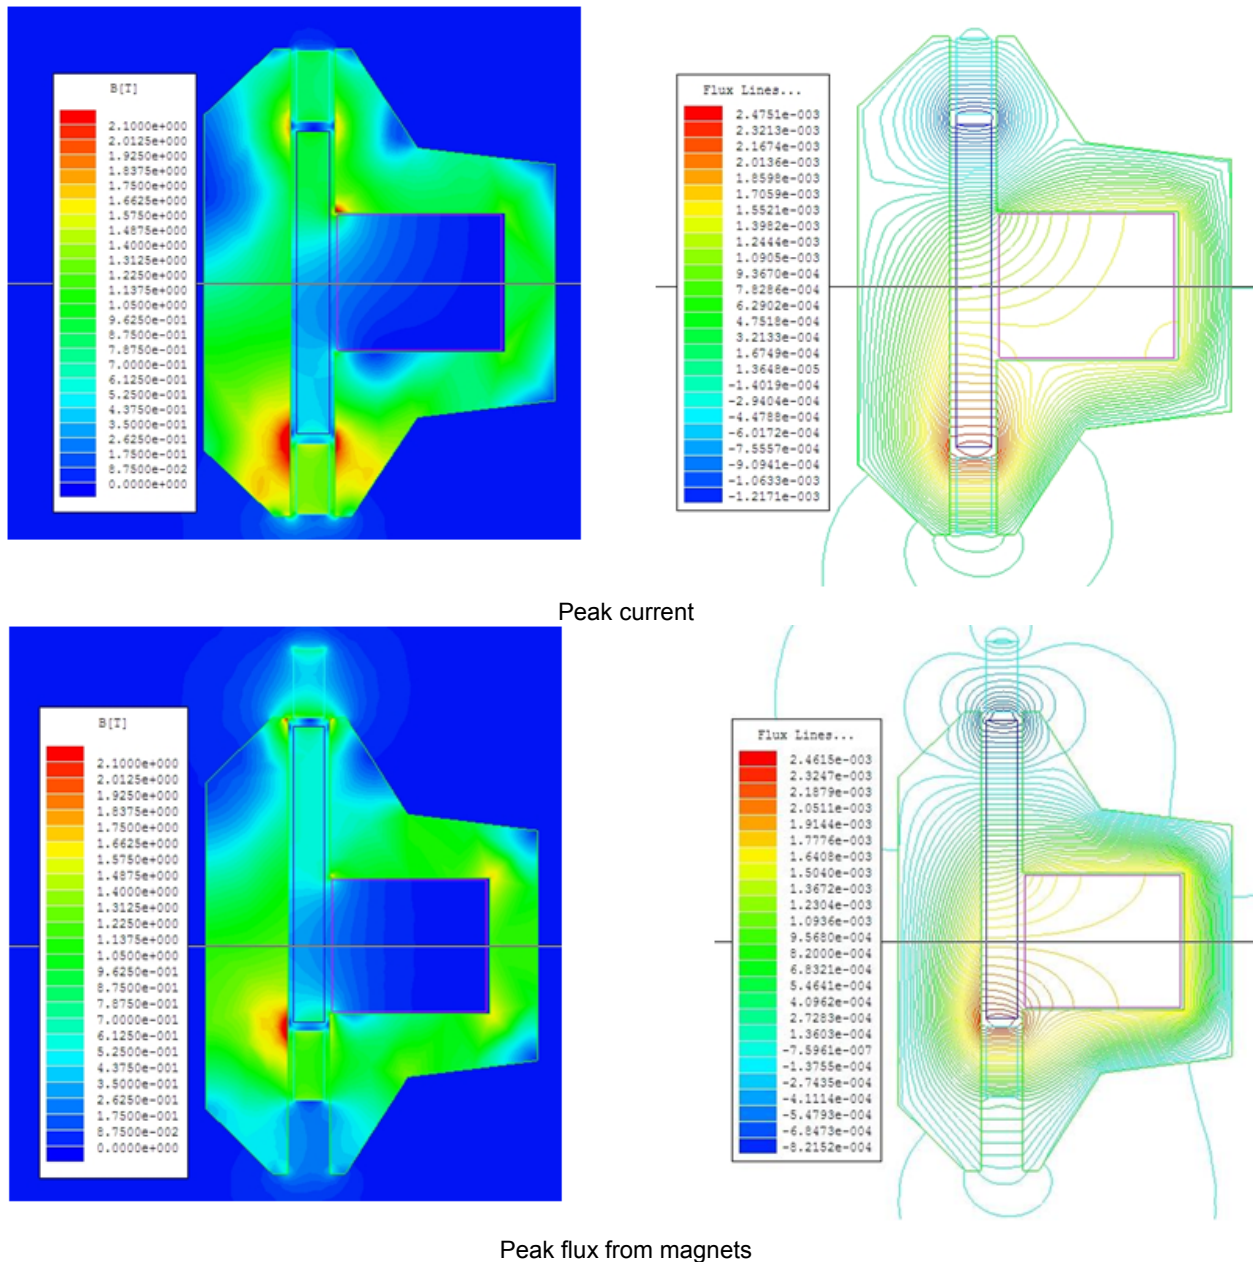 B[T]
2.1000e+000
2.0125e+000
1.9250e+000
1.8375e+000
1.7500e+000
1.6625e+000
1.5750e+000
1.4875e+000
1.4000e+000
1.3125e+000
1.2250e+000
1.1375e+000
1.0500e+000
9.6250e-001
8.7500e-001
7.8750e-001
7.0000e-001
6.1250e-001
5.2500e-001
4.3750e-001
3.5000e-001
2.6250e-001
1.7500e-001
8.7500e-002
0.0000e+000
Flux Lines...
2.4751e-003
2.3213e-003
2.1674e-003
2.0136e-003
1.8598e-003
1.7059e-003
1.5521e-003
1.3982e-003
1.2444e-003
1.0905e-003
9.3670e-004
7.8286e-004
6.2902e-004
4.7518e-004
3.2133e-004
1.6749e-004
1.3648e-005
-1.4019e-004
-2.9404e-004
-4.4788e-004
-6.0172e-004
-7.5557e-004
-9.0941e-004
-1.0633e-003
-1.2171e-003
Peak current
B[T]
2.1000e+000
2.0125e+000
1.9250e+000
1.8375e+000
1.7500e+000
1.6625e+000
1.5750e+000
1.4875e+000
1.4000e+000
1.3125e+000
1.2250e+000
1.1375e+000
1.0500e+000
9.6250e-001
8.7500e-001
7.8750e-001
7.0000e-001
6.1250e-001
5.2500e-001
4.3750e-001
3.5000e-001
2.6250e-001
1.7500e-001
8.7500e-002
0.0000e+000
Flux Lines...
2.4615e-003
2.3247e-003
2.1879e-003
2.0511e-003
1.9144e-003
1.7776e-003
1.6408e-003
1.5040e-003
1.3672e-003
1.2304e-003
1.0936e-003
9.5680e-004
8.2000e-004
6.8321e-004
5.4641e-004
4.0962e-004
2.7283e-004
1.3603e-004
-7.5961e-007
-1.3755e-004
-2.7435e-004
-4.1114e-004
-5.4793e-004
-6.8473e-004
-8.2152e-004
Peak flux from magnets